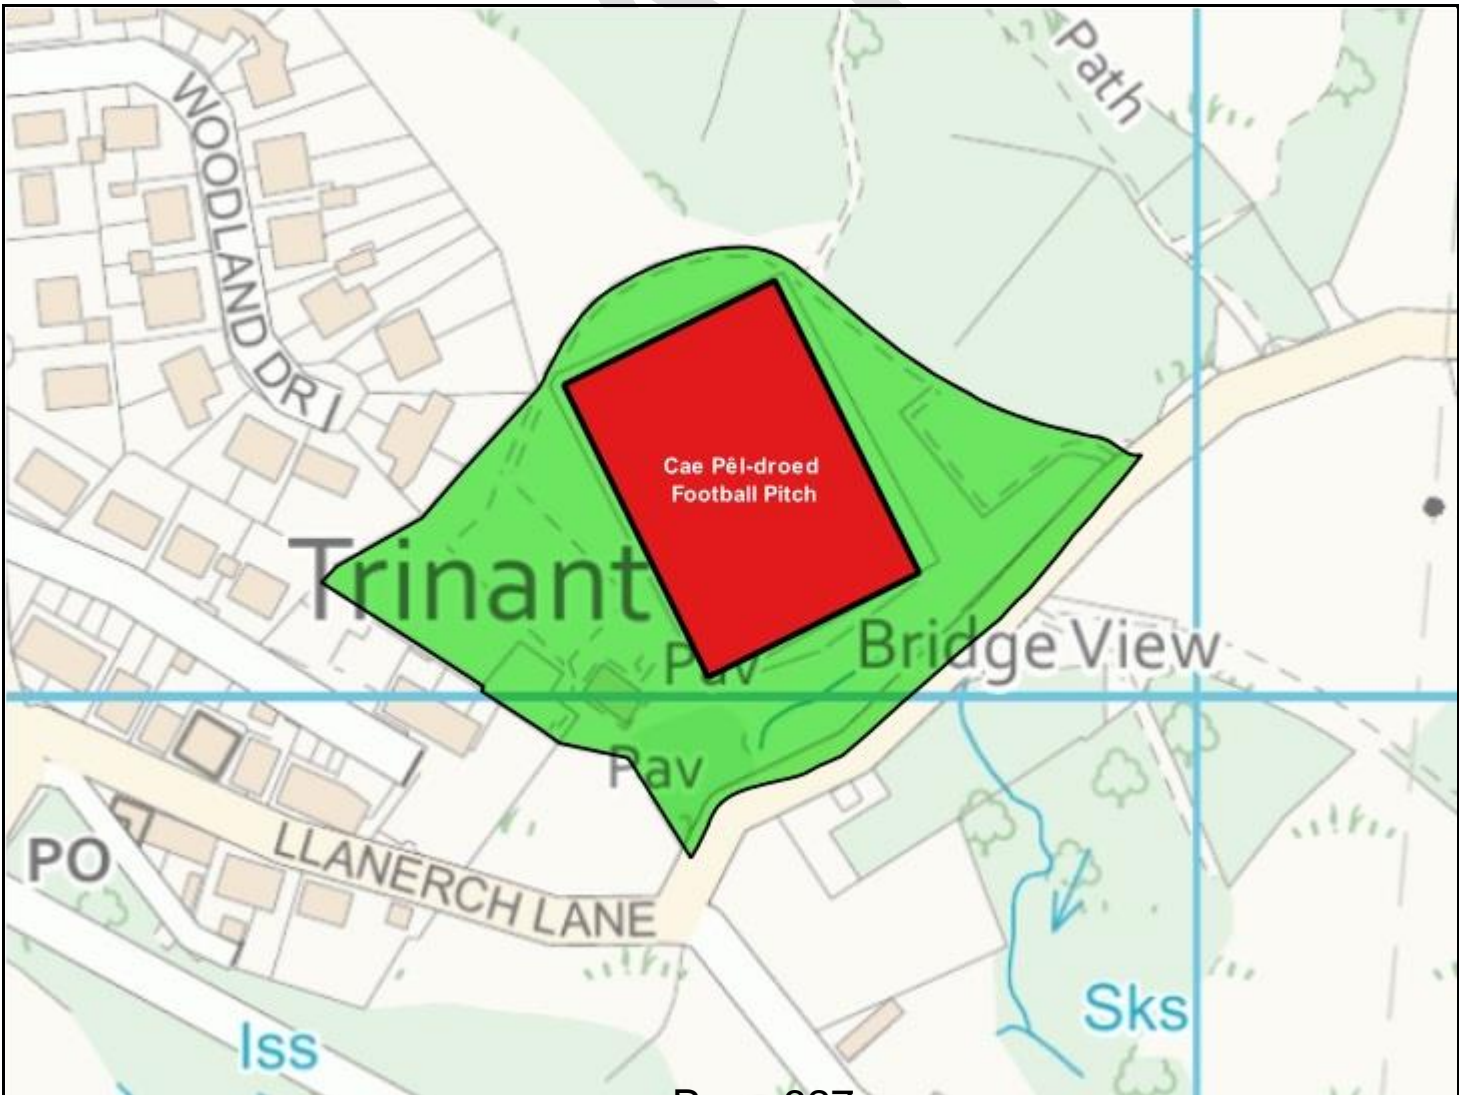 Path
WOODLAND DR
Cae Pêl-droed
Football Pitch
Trinant
Bridge View
Pav
Pav
PO
LLANERCH LANE
Sks
Iss